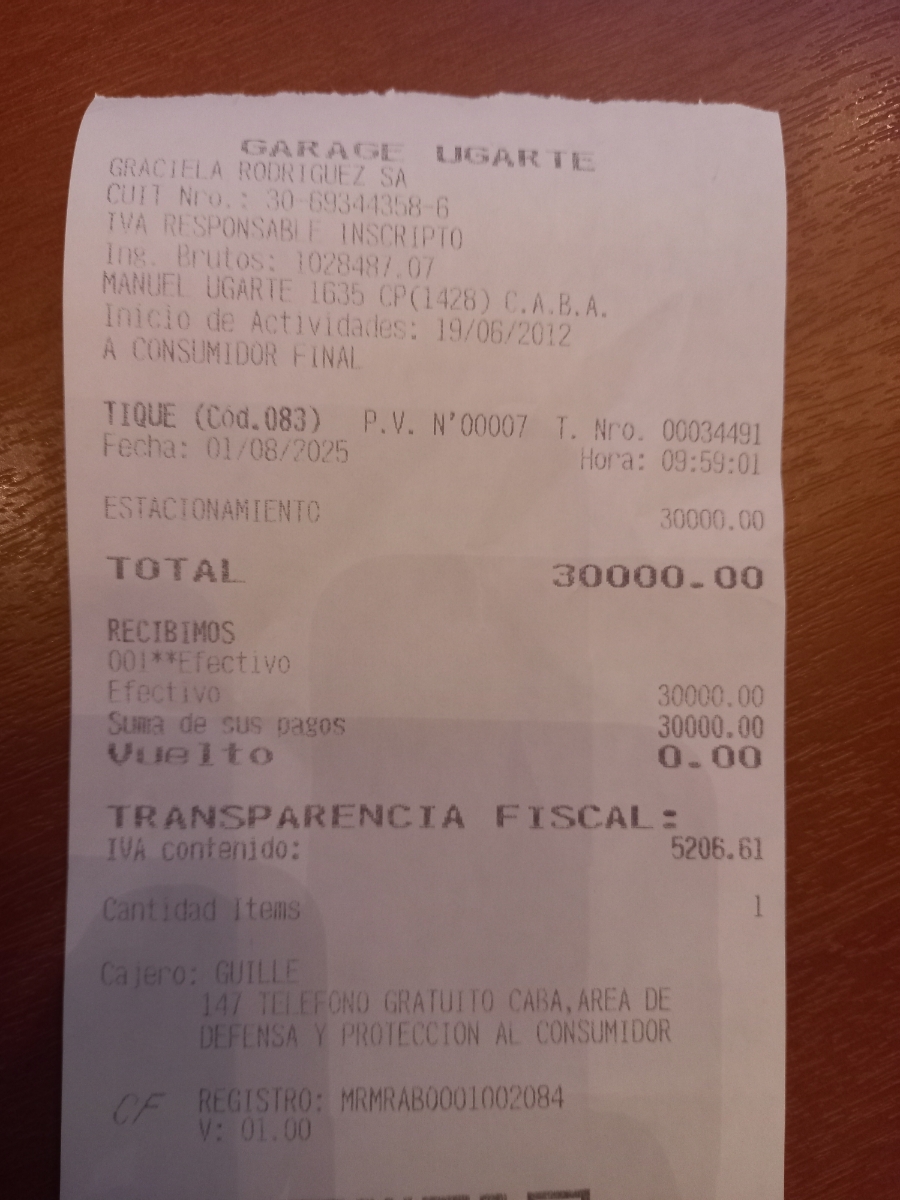 GARAGE UGARTE
GRACIELA RODRIGUEZ SA
CUIT Nro.: 30-69344358-6
IVA RESPONSABLE INSCRIPTO
Ing. Brutos: 1028487.07
MANUEL UGARTE 1635 CP(1428) C.A.B.A.
Inicio de Actividades: 19/06/2012
A CONSUMIDOR FINAL
TIQUE (Cód.083) P.V. N°00007 T. Nro. 00034491
Fecha: 01/08/2025 Hora: 09:59:01
ESTACIONAMIENTO 30000.00
TOTAL 30000.00
RECIBIMOS
001**Efectivo
Efectivo 30000.00
Suma de sus pagos 30000.00
Vuelto 0.00
TRANSPARENCIA FISCAL:
IVA contenido: 5206.61
Cantidad Items 1
Cajero: GUILLE
147 TELEFONO GRATUITO CABA,AREA DE
DEFENSA Y PROTECCION AL CONSUMIDOR
CF REGISTRO: MRMRAB0001002084
V: 01.00